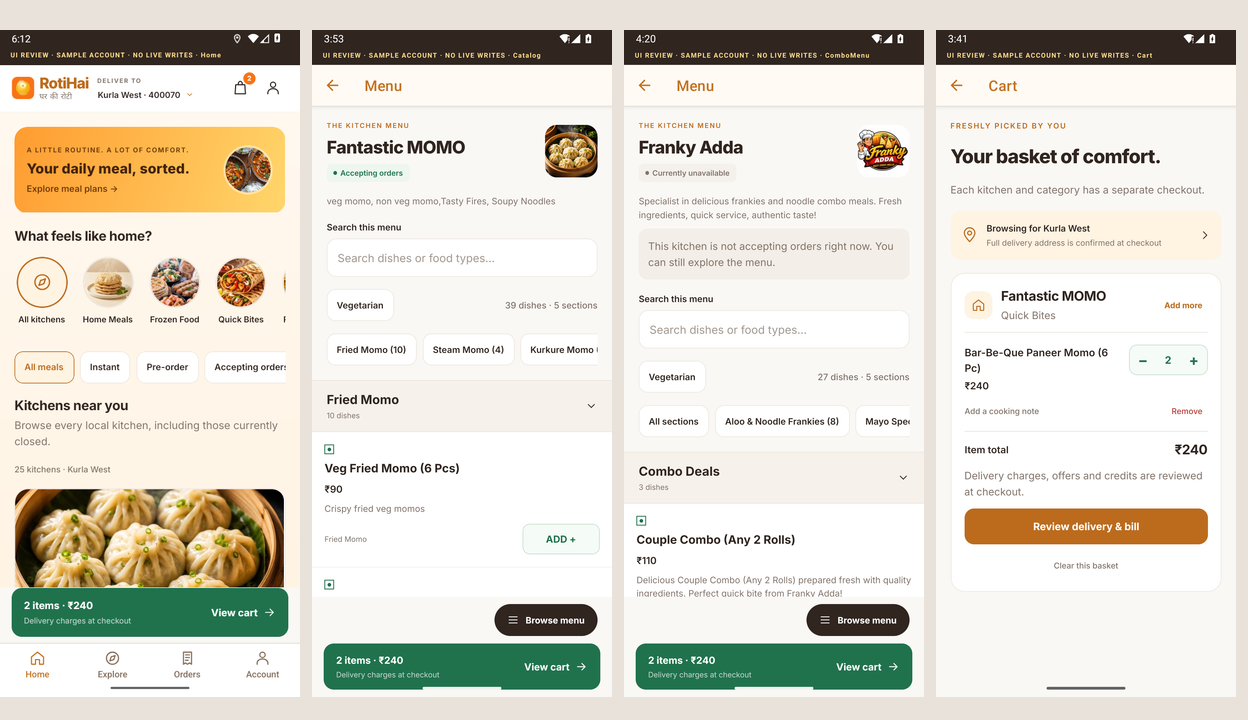 6:12
UI REVIEW · SAMPLE ACCOUNT · NO LIVE WRITES · Home
RotiHai
घर की रोटी
DELIVER TO
Kurla West · 400070
2
A LITTLE ROUTINE. A LOT OF COMFORT.
Your daily meal, sorted.
Explore meal plans →
What feels like home?
All kitchens
Home Meals
Frozen Food
Quick Bites
All meals
Instant
Pre-order
Accepting orders
Kitchens near you
Browse every local kitchen, including those currently
closed.
25 kitchens · Kurla West
2 items · ₹240
Delivery charges at checkout
View cart →
Home
Explore
Orders
Account
3:53
UI REVIEW · SAMPLE ACCOUNT · NO LIVE WRITES · Catalog
← Menu
THE KITCHEN MENU
Fantastic MOMO
• Accepting orders
veg momo, non veg momo,Tasty Fires, Soupy Noodles
Search this menu
Search dishes or food types...
Vegetarian
39 dishes · 5 sections
Fried Momo (10)
Steam Momo (4)
Kurkure Momo (
Fried Momo
10 dishes
Veg Fried Momo (6 Pcs)
₹90
Crispy fried veg momos
Fried Momo
ADD +
Browse menu
2 items · ₹240
Delivery charges at checkout
View cart →
4:20
UI REVIEW · SAMPLE ACCOUNT · NO LIVE WRITES · ComboMenu
← Menu
THE KITCHEN MENU
Franky Adda
Franky
ADDA
• Currently unavailable
Specialist in delicious frankies and noodle combo meals. Fresh
ingredients, quick service, authentic taste!
This kitchen is not accepting orders right now. You
can still explore the menu.
Search this menu
Search dishes or food types...
Vegetarian
27 dishes · 5 sections
All sections
Aloo & Noodle Frankies (8)
Mayo Spec
Combo Deals
3 dishes
Couple Combo (Any 2 Rolls)
₹110
Delicious Couple Combo (Any 2 Rolls) prepared fresh with quality
ingredients. Perfect quick bite from Franky Adda!
Browse menu
2 items · ₹240
Delivery charges at checkout
View cart →
3:41
UI REVIEW · SAMPLE ACCOUNT · NO LIVE WRITES · Cart
← Cart
FRESHLY PICKED BY YOU
Your basket of comfort.
Each kitchen and category has a separate checkout.
Browsing for Kurla West
Full delivery address is confirmed at checkout
Fantastic MOMO
Quick Bites
Add more
Bar-Be-Que Paneer Momo (6
Pc)
₹240
− 2 +
Add a cooking note
Remove
Item total
₹240
Delivery charges, offers and credits are reviewed
at checkout.
Review delivery & bill
Clear this basket